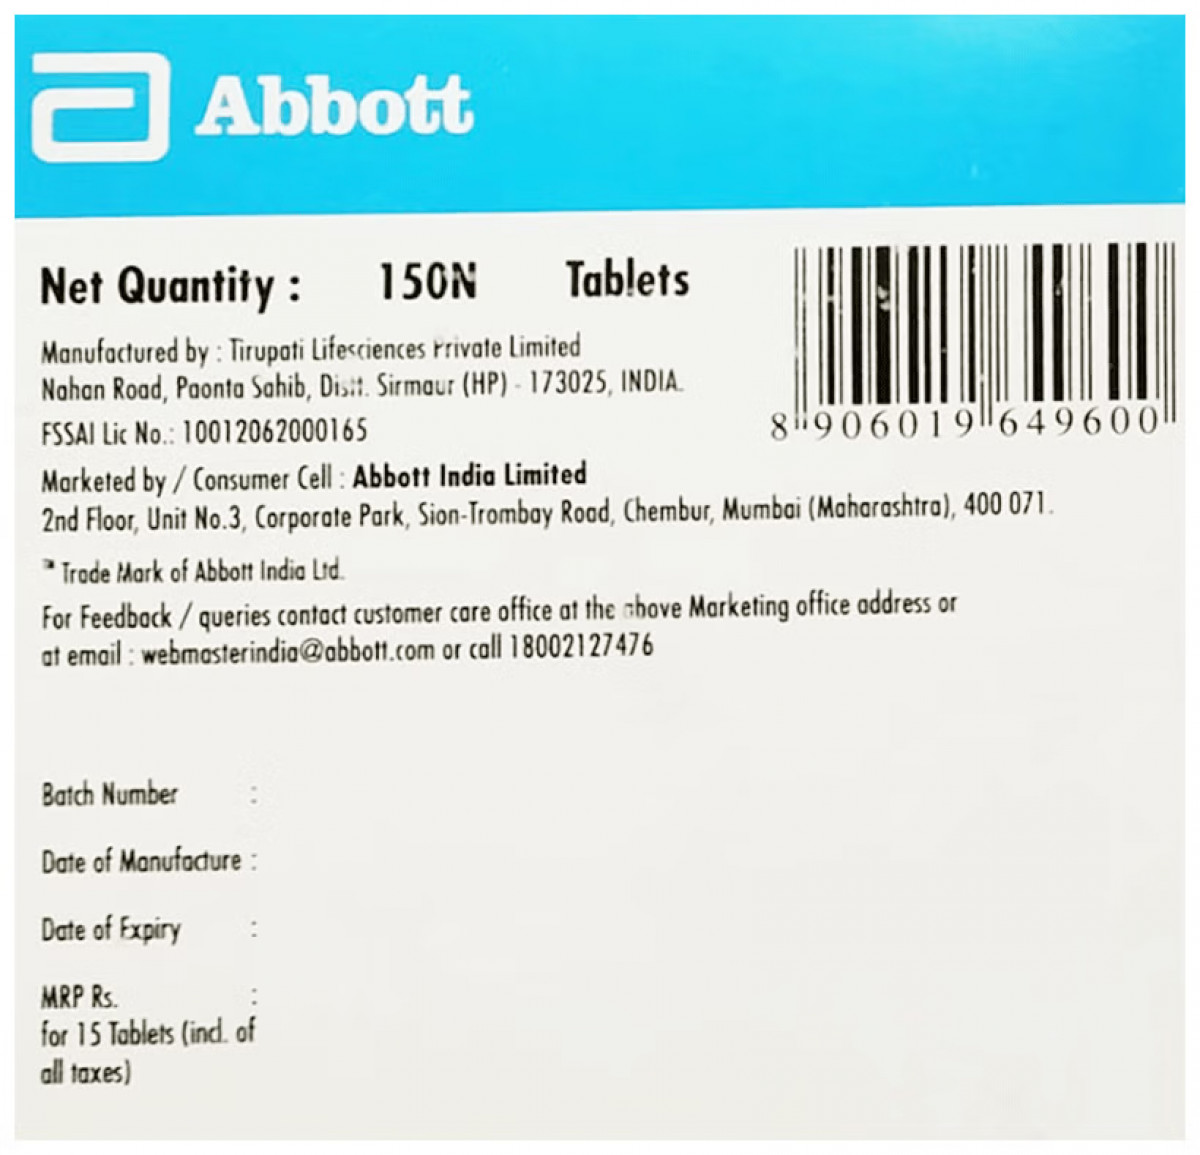 Abbott
Net Quantity : 150N Tablets
Manufactured by : Tirupati Lifesciences Private Limited
Nahan Road, Paonta Sahib, Distt. Sirmaur (HP) - 173025, INDIA.
FSSAI Lic No.: 10012062000165
8 906019 649600
Marketed by / Consumer Cell : Abbott India Limited
2nd Floor, Unit No.3, Corporate Park, Sion-Trombay Road, Chembur, Mumbai (Maharashtra), 400 071.
™ Trade Mark of Abbott India Ltd.
For Feedback / queries contact customer care office at the above Marketing office address or
at email : webmasterindia@abbott.com or call 18002127476
Batch Number :
Date of Manufacture :
Date of Expiry :
MRP Rs. :
for 15 Tablets (incl. of
all taxes)